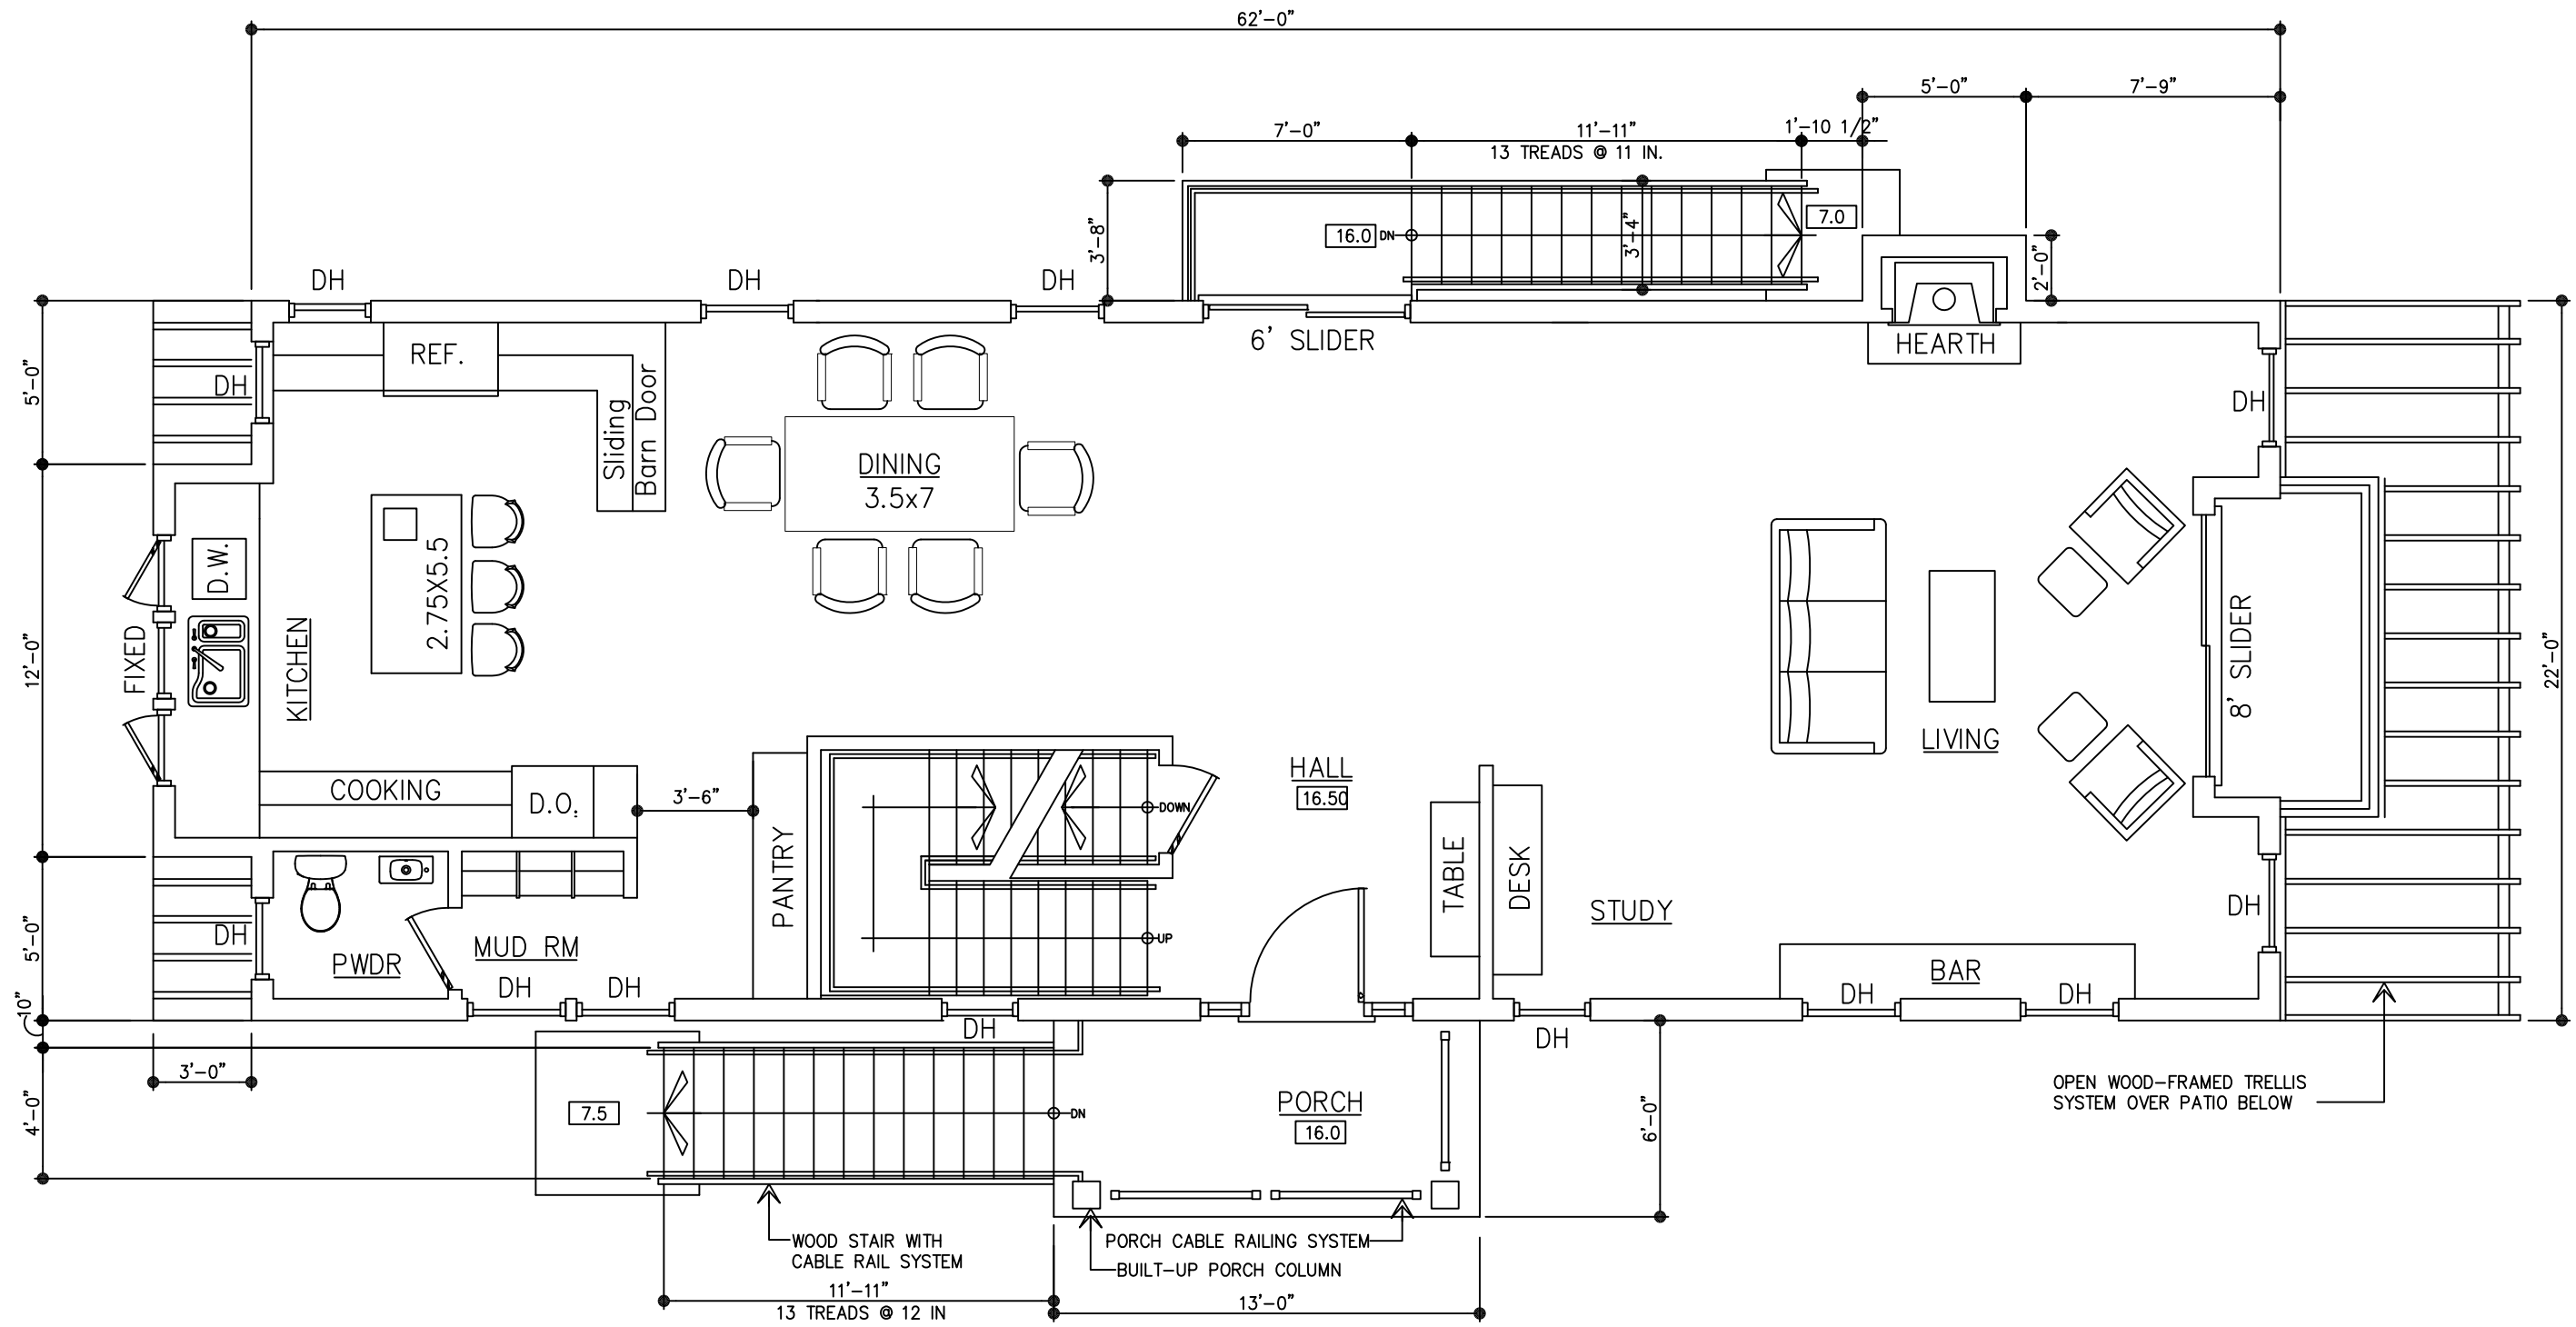 62'-0"
5'-0"
7'-9"
7'-0"
11'-11"
1'-10 1/2"
13 TREADS @ 11 IN.
3'-8"
3'-4"
16.0
DN
7.0
2'-0"
DH
DH
DH
6' SLIDER
HEARTH
REF.
5'-0"
DH
DH
Sliding
Barn Door
DINING
3.5x7
D.W.
2.75X5.5
FIXED
KITCHEN
12'-0"
8' SLIDER
22'-0"
LIVING
HALL
16.50
COOKING
D.O.
3'-6"
DOWN
PANTRY
TABLE
DESK
STUDY
UP
5'-0"
DH
PWDR
MUD RM
DH
DH
DH
BAR
DH
DH
DH
DH
10"
3'-0"
4'-0"
7.5
DN
PORCH
16.0
6'-0"
OPEN WOOD-FRAMED TRELLIS
SYSTEM OVER PATIO BELOW
WOOD STAIR WITH
CABLE RAIL SYSTEM
PORCH CABLE RAILING SYSTEM
BUILT-UP PORCH COLUMN
11'-11"
13 TREADS @ 12 IN
13'-0"